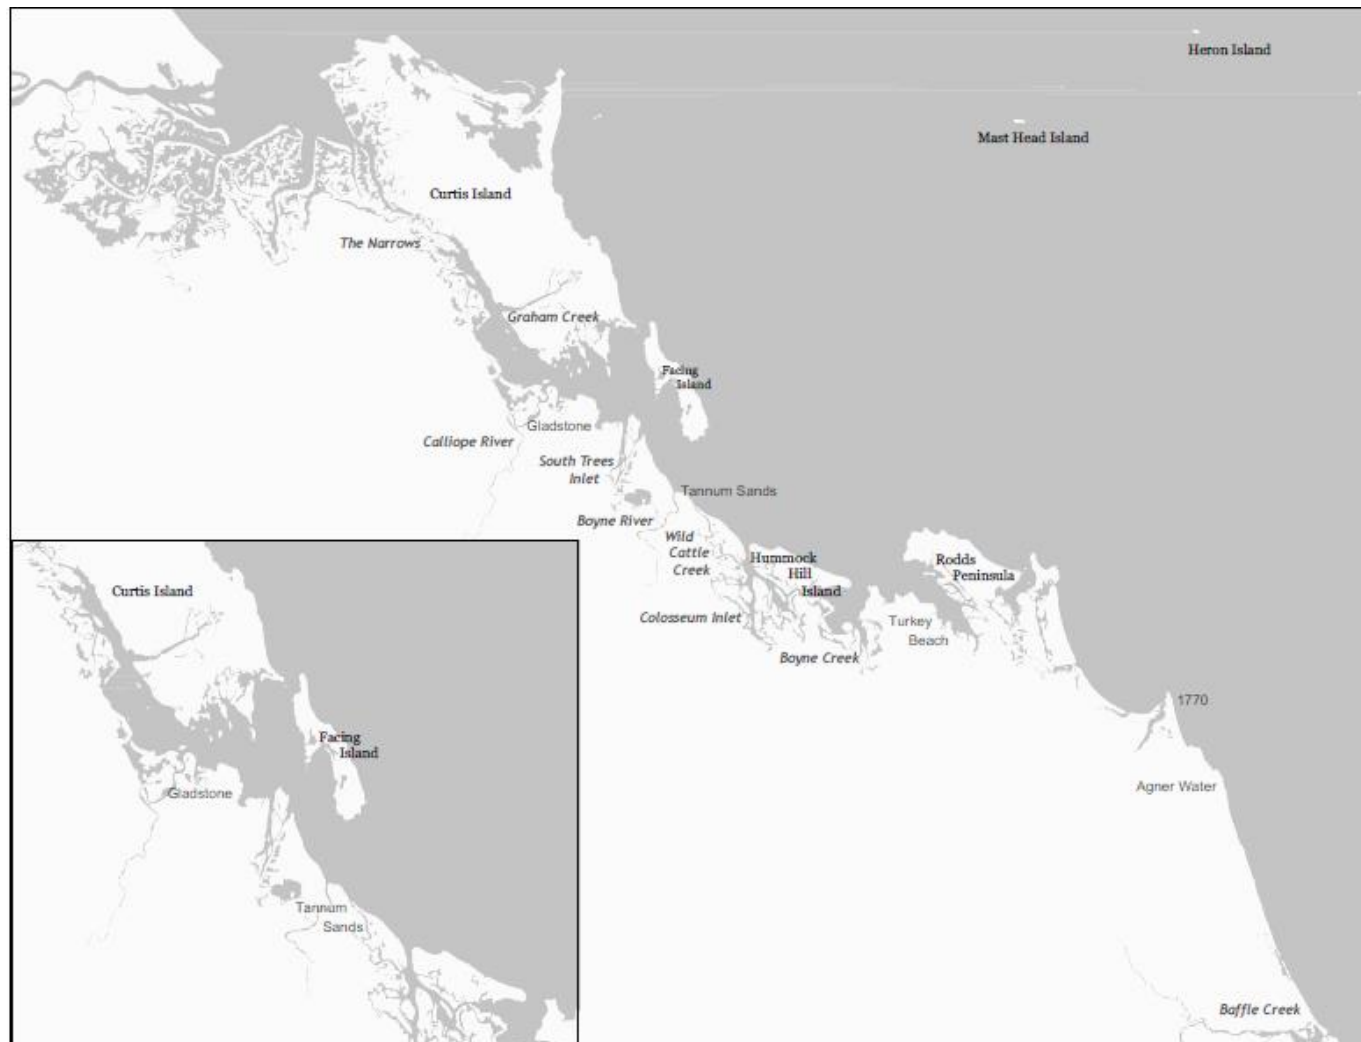 Heron Island
Mast Head Island
Curtis Island
The Narrows
Graham Creek
Facing
Island
Gladstone
Calliope River
South Trees
Inlet
Tannum Sands
Boyne River
Wild
Cattle
Creek
Hummock
Hill
Island
Rodds
Peninsula
Colosseum Inlet
Turkey
Beach
Boyne Creek
1770
Agner Water
Baffle Creek
Curtis Island
Facing
Island
Gladstone
Tannum
Sands